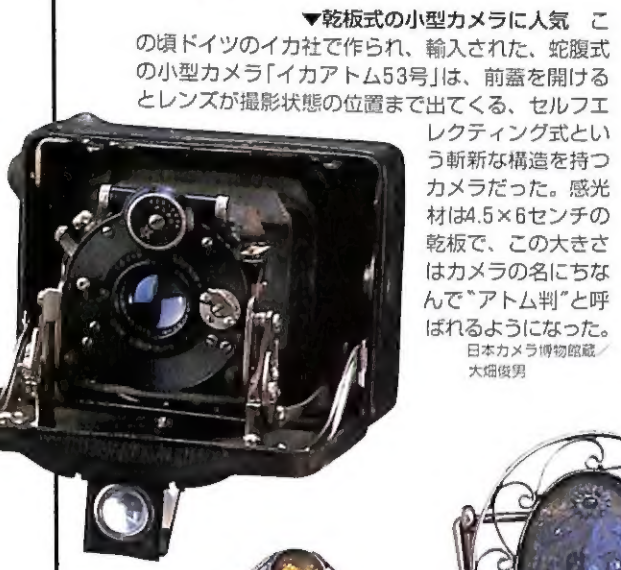 ▼乾板式の小型カメラに人気　こ
の頃ドイツのイカ社で作られ、輸入された、蛇腹式
の小型カメラ「イカアトム53号」は、前蓋を開ける
とレンズが撮影状態の位置まで出てくる、セルフエ
レクティング式とい
う斬新な構造を持つ
カメラだった。感光
材は4.5×6センチの
乾板で、この大きさ
はカメラの名にちな
んで〝アトム判〟と呼
ばれるようになった。
日本カメラ博物館蔵／
大畑俊男